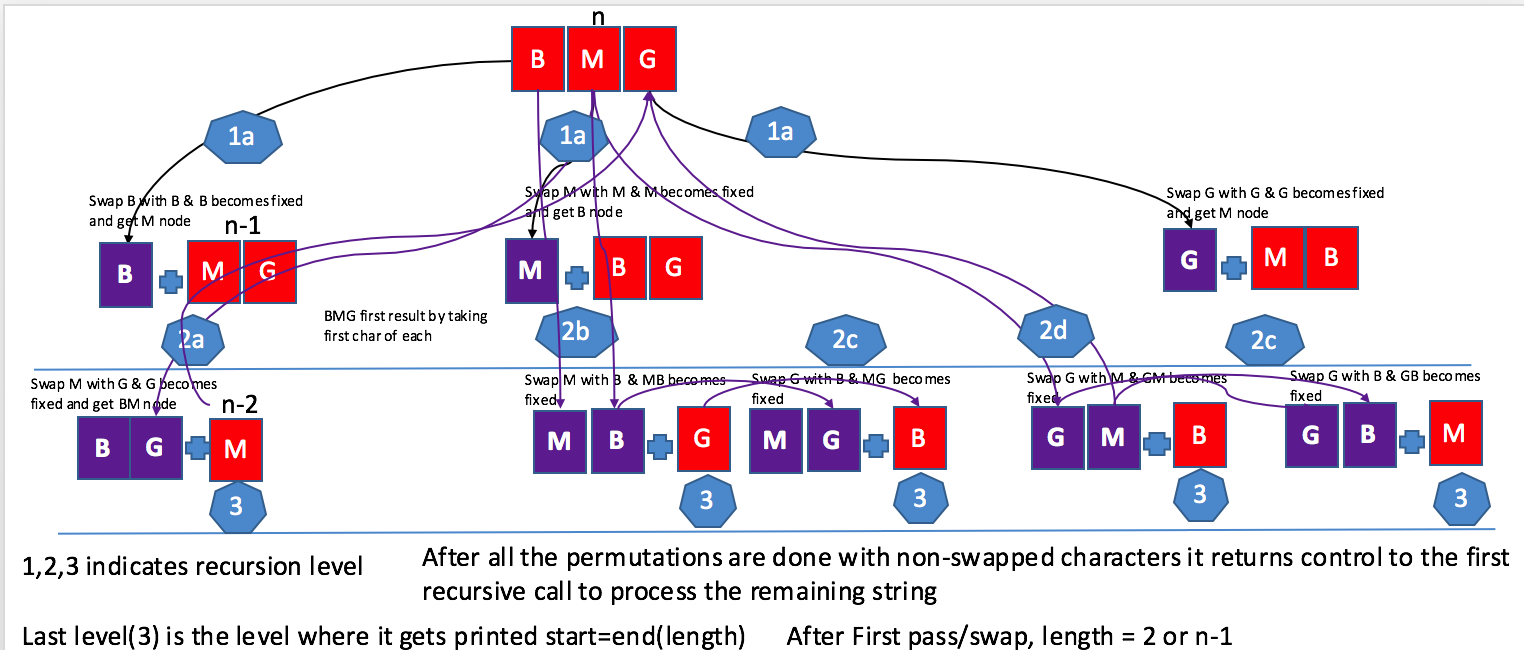 n
B M G
1a 1a 1a
Swap B with B & B becomes fixed
and get M node
n-1
B M G
Swap M with M & M becomes fixed
and get B node
M B G
Swap G with G & G becomes fixed
and get M node
G M B
BMG first result by taking
first char of each
2a 2b 2c 2d 2c
Swap M with G & G becomes
fixed and get BM node
n-2
B G M
3
Swap M with B & MB becomes
fixed
M B G
3
Swap G with B & MG becomes
fixed
M G B
3
Swap G with M & GM becomes
fixed
G M B
3
Swap G with B & GB becomes
fixed
G B M
3
1,2,3 indicates recursion level
After all the permutations are done with non-swapped characters it returns control to the first
recursive call to process the remaining string
Last level(3) is the level where it gets printed start=end(length)
After First pass/swap, length = 2 or n-1